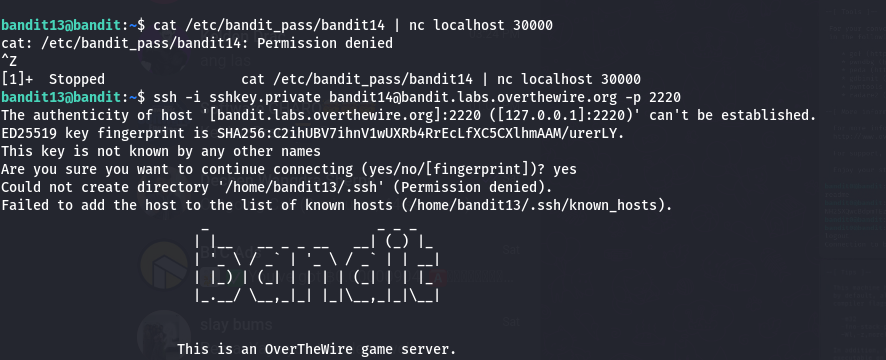 bandit13@bandit:~$ cat /etc/bandit_pass/bandit14 | nc localhost 30000
cat: /etc/bandit_pass/bandit14: Permission denied
^Z
[1]+  Stopped                 cat /etc/bandit_pass/bandit14 | nc localhost 30000
bandit13@bandit:~$ ssh -i sshkey.private bandit14@bandit.labs.overthewire.org -p 2220
The authenticity of host '[bandit.labs.overthewire.org]:2220 ([127.0.0.1]:2220)' can't be established.
ED25519 key fingerprint is SHA256:C2ihUBV7ihnV1wUXRb4RrEcLfXC5CXlhmAAM/urerLY.
This key is not known by any other names
Are you sure you want to continue connecting (yes/no/[fingerprint])? yes
Could not create directory '/home/bandit13/.ssh' (Permission denied).
Failed to add the host to the list of known hosts (/home/bandit13/.ssh/known_hosts).
bandit
slay bums
This is an OverTheWire game server.